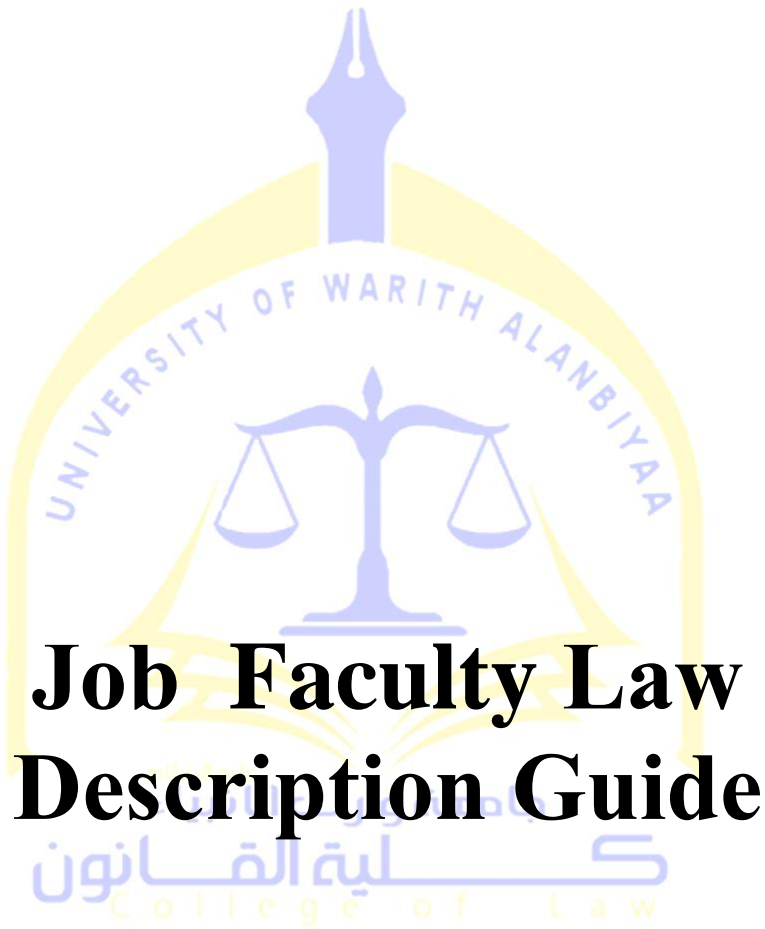 UNIVERSITY OF WARITH ALANBIYAA
Job Faculty Law
Description Guide
كلية القانون
College of Law